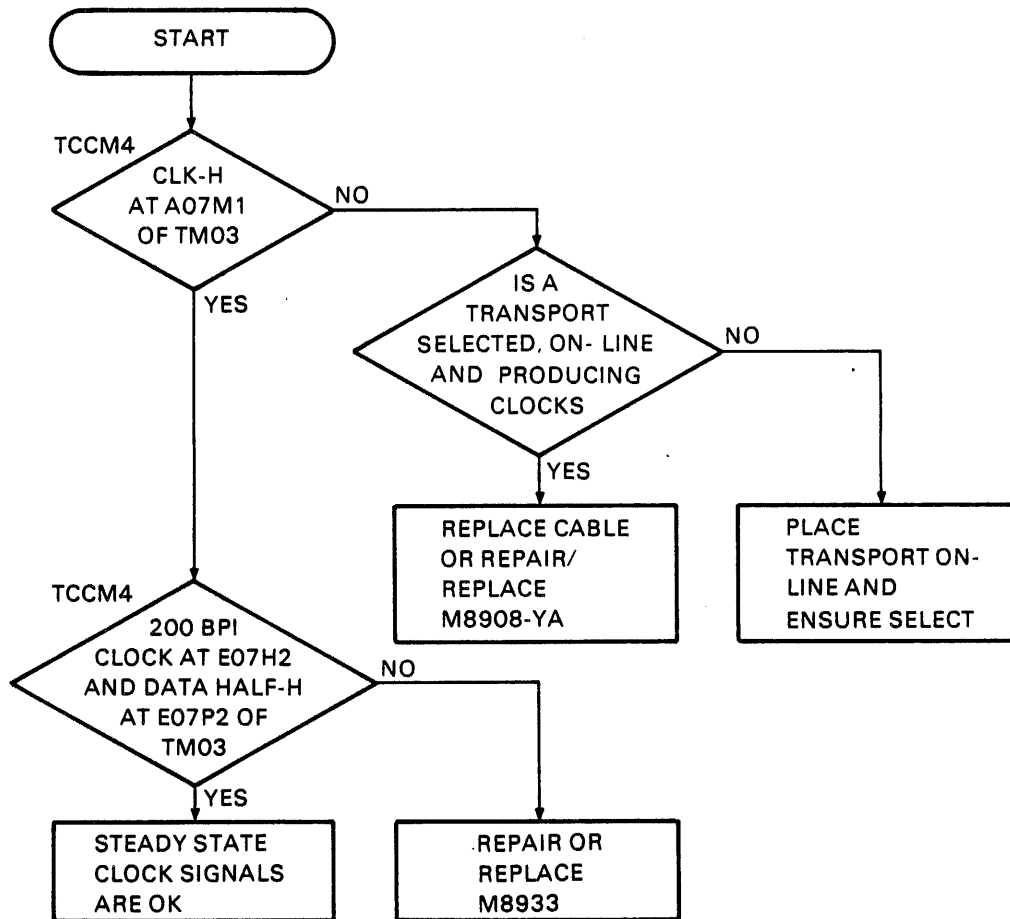 START
TCCM4
CLK-H
AT A07M1
OF TM03
NO
YES
IS A
TRANSPORT
SELECTED, ON- LINE
AND PRODUCING
CLOCKS
NO
YES
REPLACE CABLE
OR REPAIR/
REPLACE
M8908-YA
PLACE
TRANSPORT ON-
LINE AND
ENSURE SELECT
TCCM4
200 BPI
CLOCK AT E07H2
AND DATA HALF-H
AT E07P2 OF
TM03
NO
YES
STEADY STATE
CLOCK SIGNALS
ARE OK
REPAIR OR
REPLACE
M8933